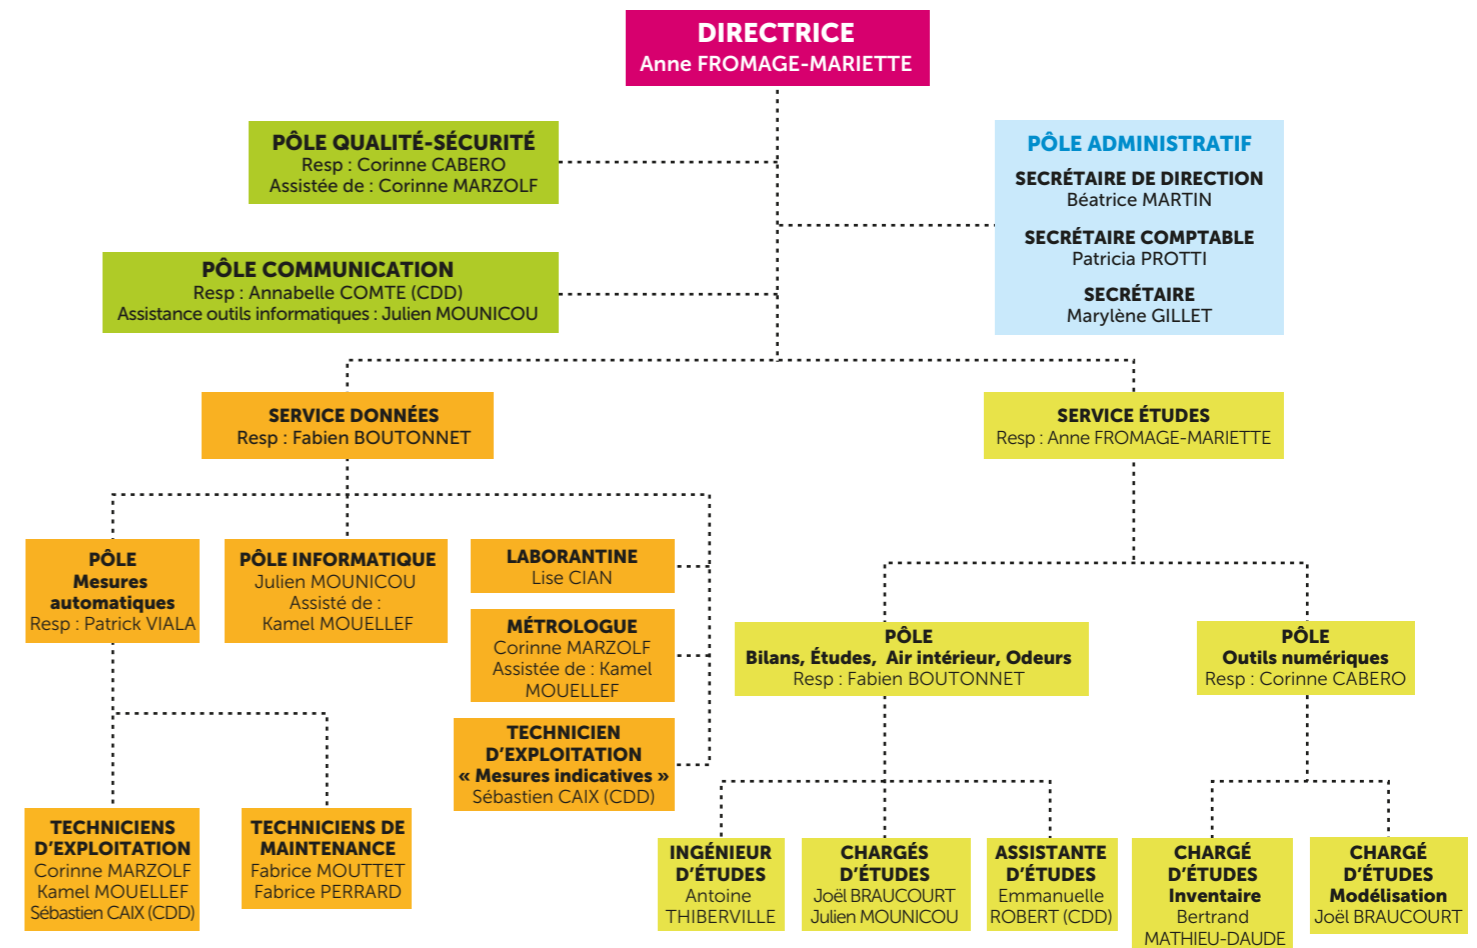 DIRECTRICE
Anne FROMAGE-MARIETTE
PÔLE QUALITÉ-SÉCURITÉ
Resp : Corinne CABERO
Assistée de : Corinne MARZOLF
PÔLE ADMINISTRATIF
SECRÉTAIRE DE DIRECTION
Béatrice MARTIN
SECRÉTAIRE COMPTABLE
Patricia PROTTI
SECRÉTAIRE
Marylène GILLET
PÔLE COMMUNICATION
Resp : Annabelle COMTE (CDD)
Assistance outils informatiques : Julien MOUNICOU
SERVICE DONNÉES
Resp : Fabien BOUTONNET
SERVICE ÉTUDES
Resp : Anne FROMAGE-MARIETTE
PÔLE
Mesures
automatiques
Resp : Patrick VIALA
PÔLE INFORMATIQUE
Julien MOUNICOU
Assisté de :
Kamel MOUELLEF
LABORANTINE
Lise CIAN
MÉTROLOGUE
Corinne MARZOLF
Assistée de : Kamel
MOUELLEF
TECHNICIEN
D'EXPLOITATION
« Mesures indicatives »
Sébastien CAIX (CDD)
PÔLE
Bilans, Études, Air intérieur, Odeurs
Resp : Fabien BOUTONNET
PÔLE
Outils numériques
Resp : Corinne CABERO
TECHNICIENS
D'EXPLOITATION
Corinne MARZOLF
Kamel MOUELLEF
Sébastien CAIX (CDD)
TECHNICIENS DE
MAINTENANCE
Fabrice MOUTTET
Fabrice PERRARD
INGÉNIEUR
D'ÉTUDES
Antoine
THIBERVILLE
CHARGÉS
D'ÉTUDES
Joël BRAUCOURT
Julien MOUNICOU
ASSISTANTE
D'ÉTUDES
Emmanuelle
ROBERT (CDD)
CHARGÉ
D'ÉTUDES
Inventaire
Bertrand
MATHIEU-DAUDE
CHARGÉ
D'ÉTUDES
Modélisation
Joël BRAUCOURT